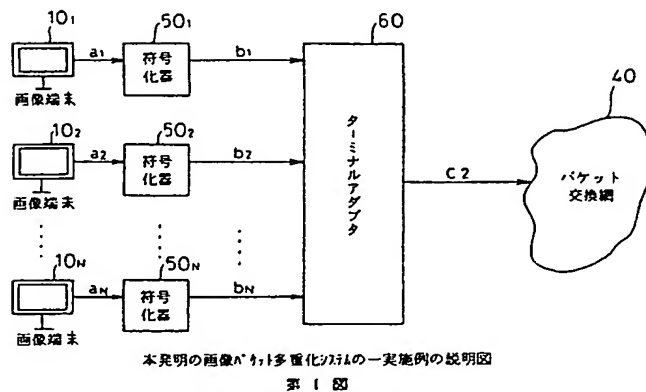 10₁ 50₁ 60
a₁ 符号化器 b₁
画像端末
40
10₂ 50₂
a₂ 符号化器 b₂
画像端末
ターミナルアダプタ
C2
パケット交換網
10N 50N
aN 符号化器 bN
画像端末
本発明の画像パケット多重化システムの一実施例の説明図
第1図